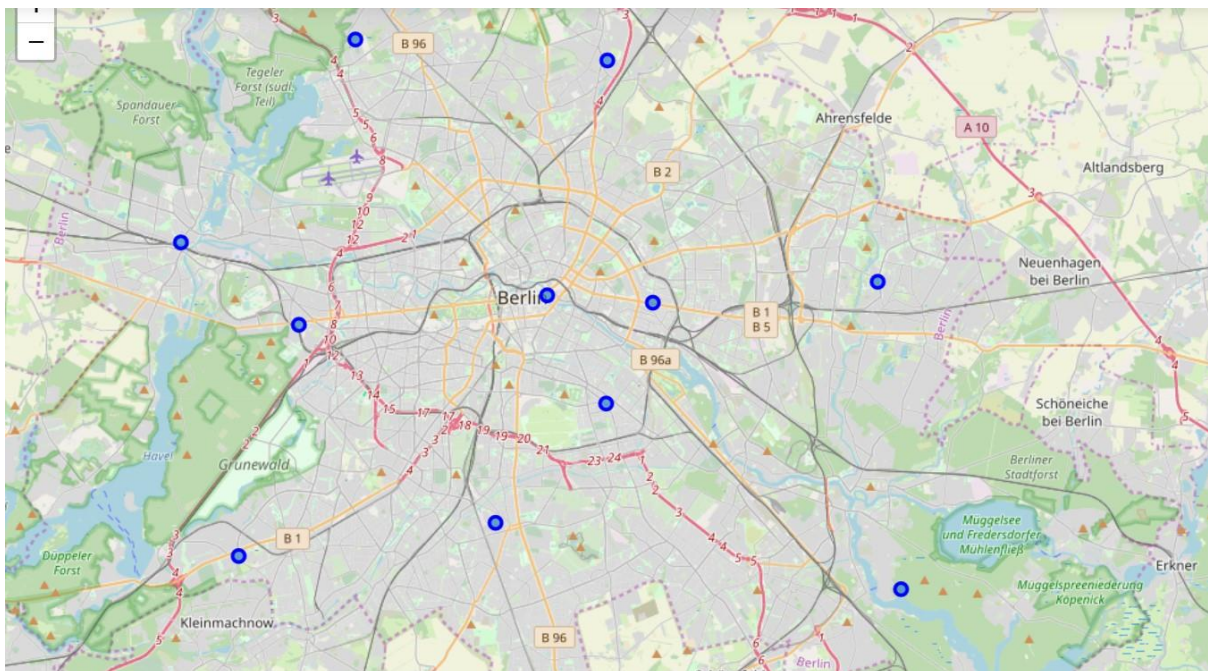 −
B 96
Tegeler
Forst (südl.
Teil)
Spandauer
Forst
Ahrensfelde
A 10
Altlandsberg
B 2
Berlin
Neuenhagen
bei Berlin
Berlin
B 1
B 5
Berlin
B 96a
Schöneiche
bei Berlin
Havel
Grunewald
Berliner
Stadtforst
B 1
Müggelsee
und Fredersdorfer
Mühlenfließ
Düppeler
Forst
Erkner
Müggelspreeniederung
Köpenick
Kleinmachnow
B 96
Berlin